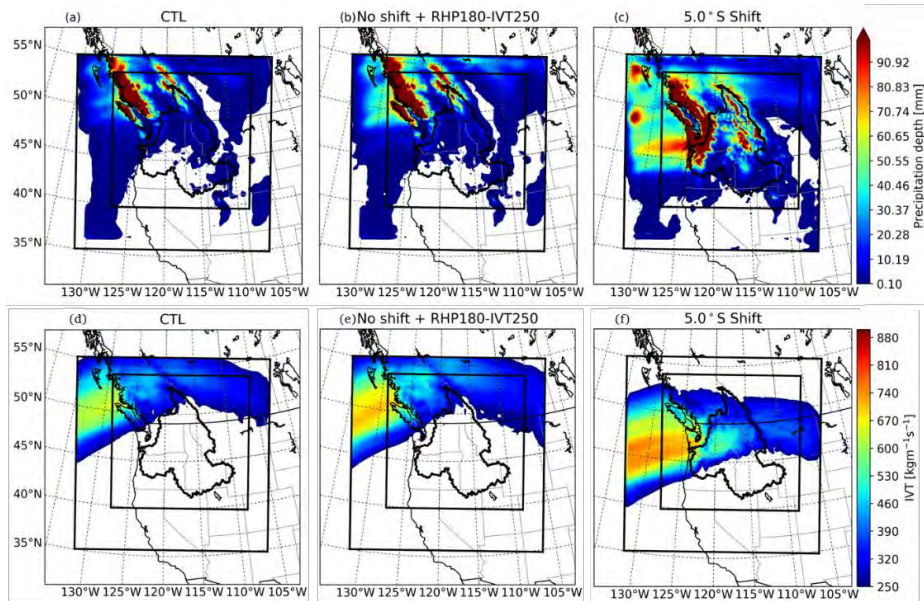 (a) CTL
(b) No shift + RHP180-IVT250
(c) 5.0°S Shift
55°N
50°N
45°N
40°N
35°N
130°W 125°W 120°W 115°W 110°W 105°W
130°W 125°W 120°W 115°W 110°W 105°W
130°W 125°W 120°W 115°W 110°W 105°W
90.92
80.83
70.74
60.65
50.55
40.46
30.37
20.28
10.19
0.10
Precipitation depth [mm]
(d) CTL
(e) No shift + RHP180-IVT250
(f) 5.0°S Shift
55°N
50°N
45°N
40°N
35°N
130°W 125°W 120°W 115°W 110°W 105°W
130°W 125°W 120°W 115°W 110°W 105°W
130°W 125°W 120°W 115°W 110°W 105°W
880
810
740
670
600
530
460
390
320
250
IVT [kgm⁻¹s⁻¹]